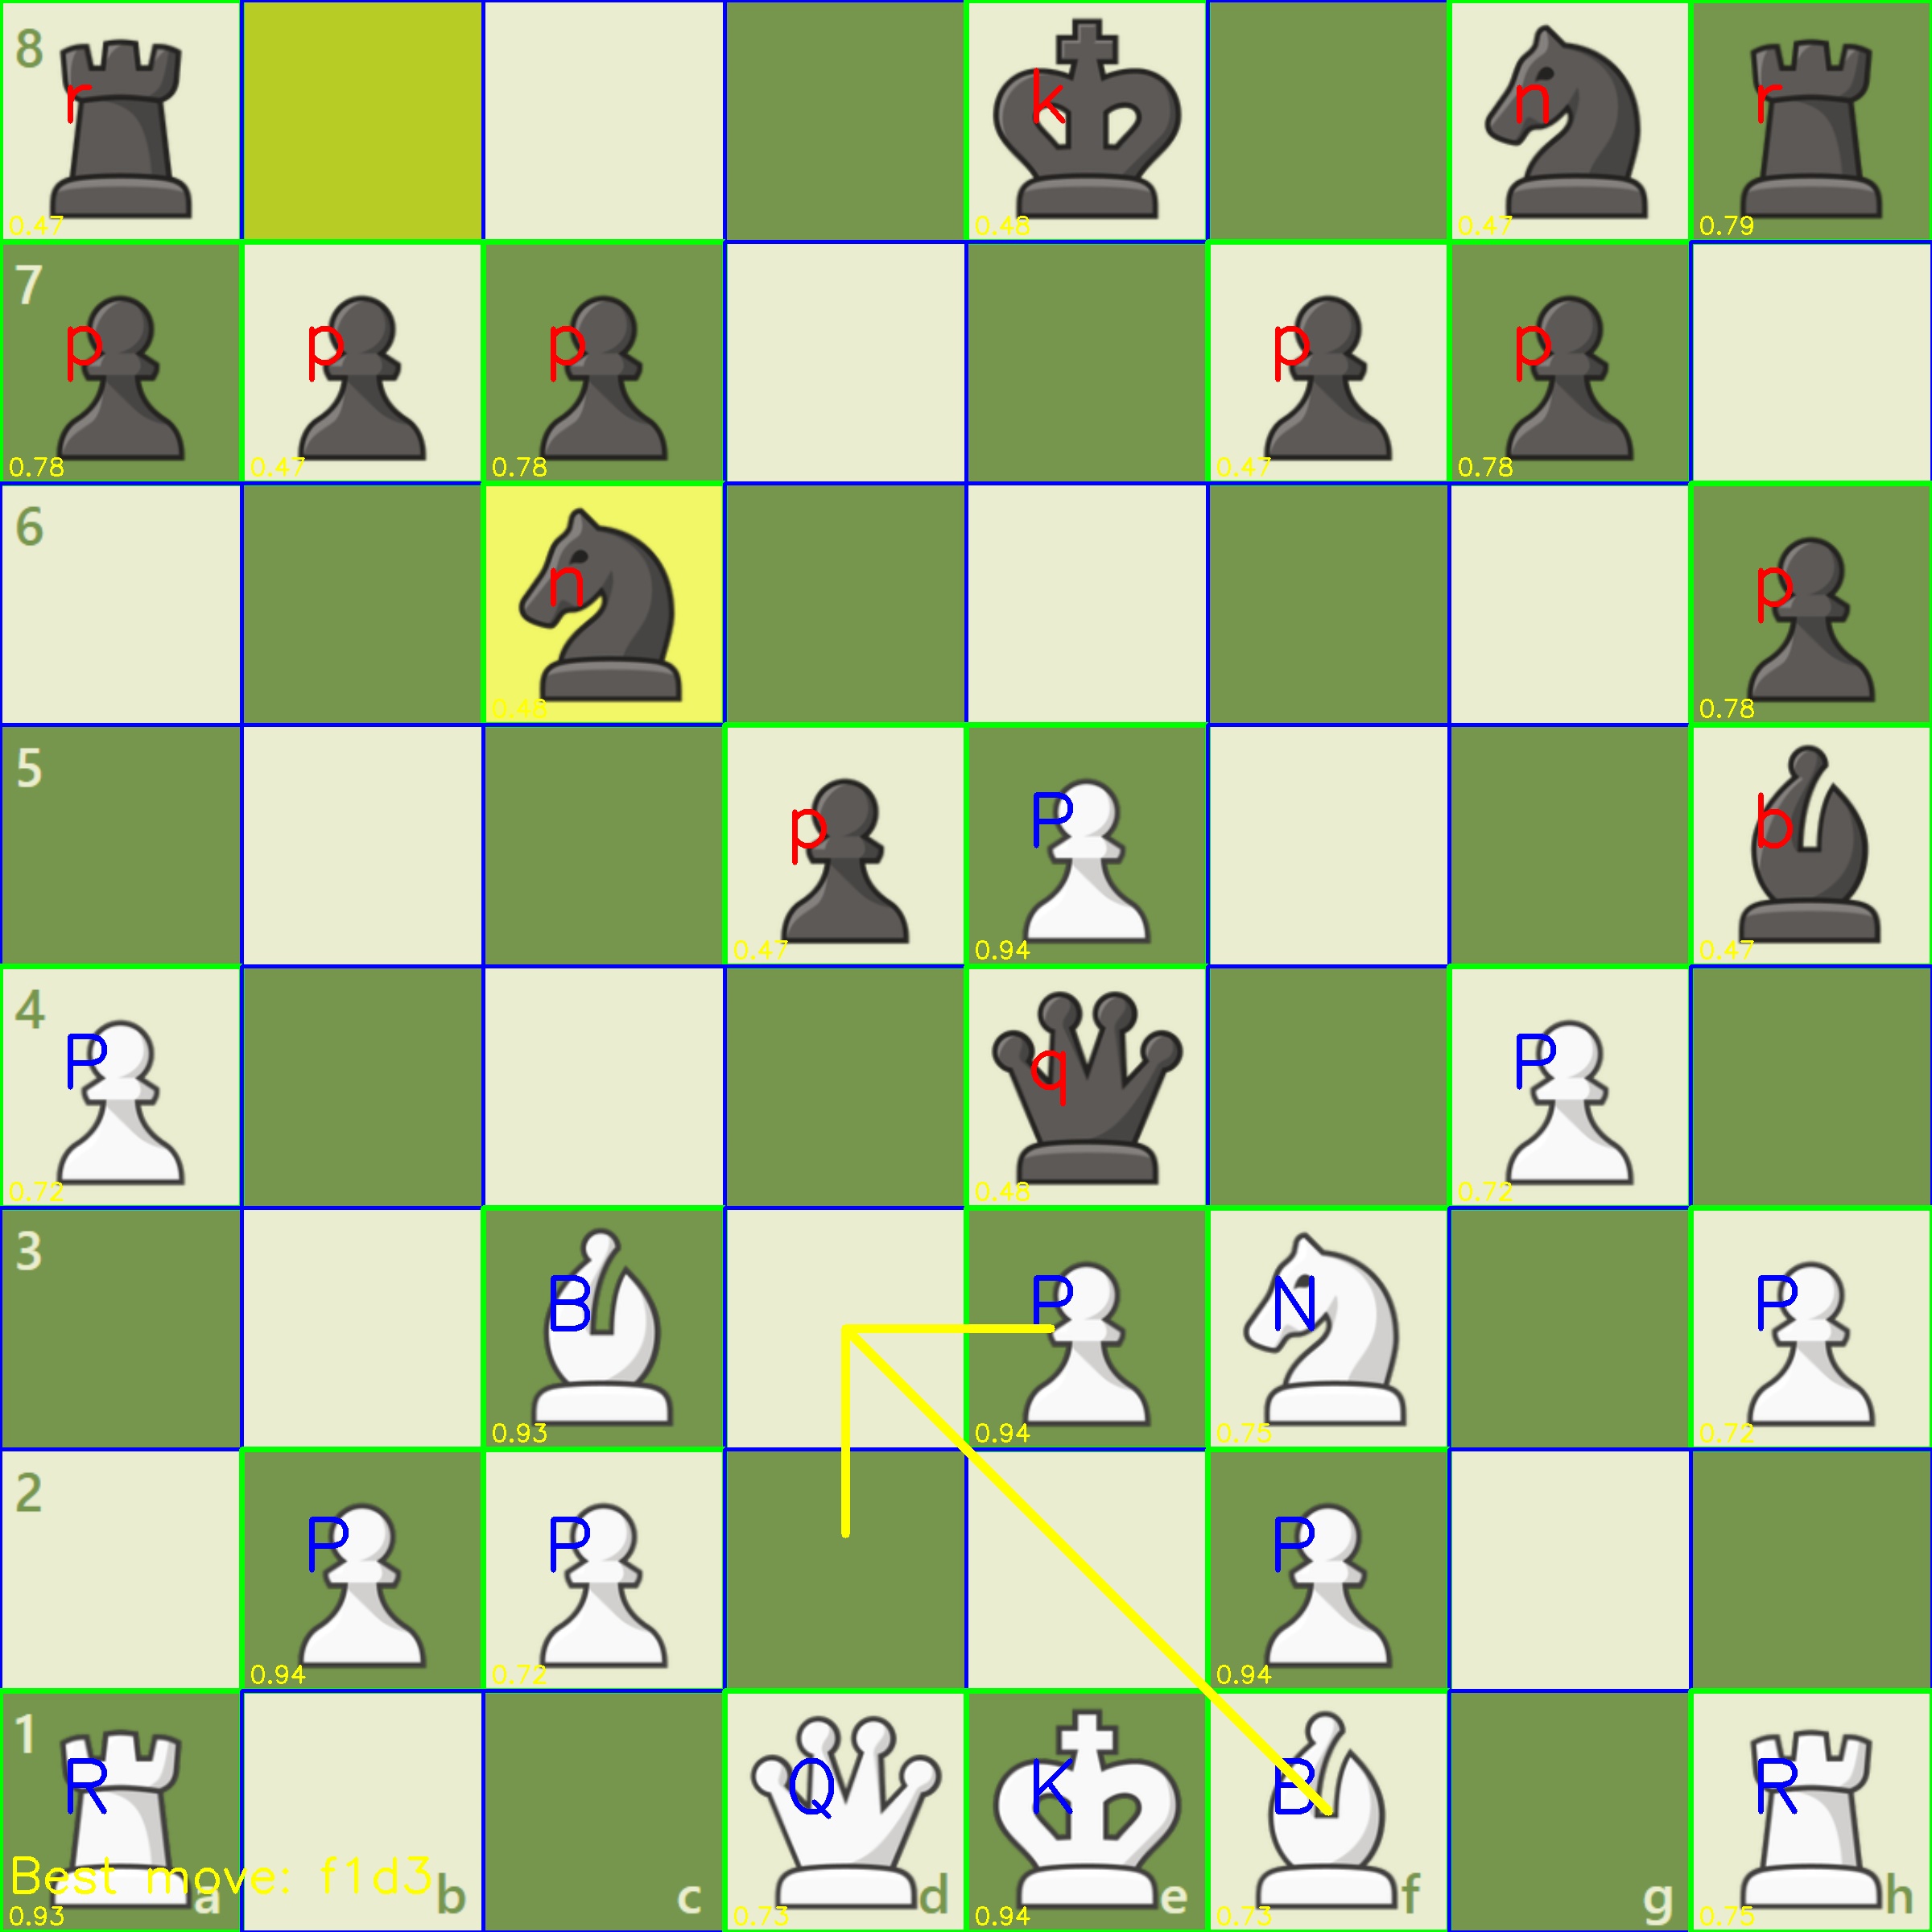 8 r k n r
0.47 0.48 0.47 0.79
7 p p p p p
0.78 0.47 0.78 0.47 0.78
6 n p
0.48 0.78
5 p P b
0.47 0.94 0.47
4 P q P
0.72 0.48 0.72
3 B P N P
0.93 0.94 0.75 0.72
2 P P P
0.94 0.72 0.94
1 R Q K B R
Best move: f1d3
a b c d e f g h
0.93 0.73 0.94 0.73 0.75